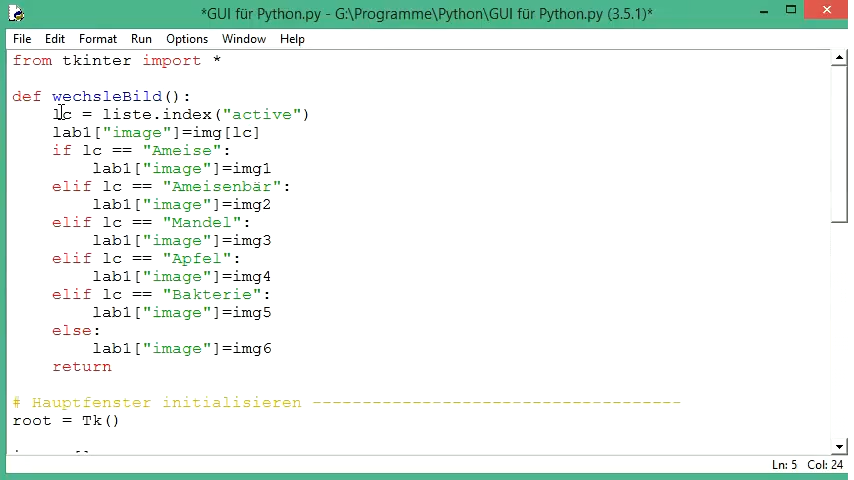 *GUI für Python.py - G:\Programme\Python\GUI für Python.py (3.5.1)*
File Edit Format Run Options Window Help
from tkinter import *
def wechsleBild():
lc = liste.index("active")
lab1["image"]=img[lc]
if lc == "Ameise":
lab1["image"]=img1
elif lc == "Ameisenbär":
lab1["image"]=img2
elif lc == "Mandel":
lab1["image"]=img3
elif lc == "Apfel":
lab1["image"]=img4
elif lc == "Bakterie":
lab1["image"]=img5
else:
lab1["image"]=img6
return
# Hauptfenster initialisieren -------------------------------------
root = Tk()
Ln: 5 Col: 24